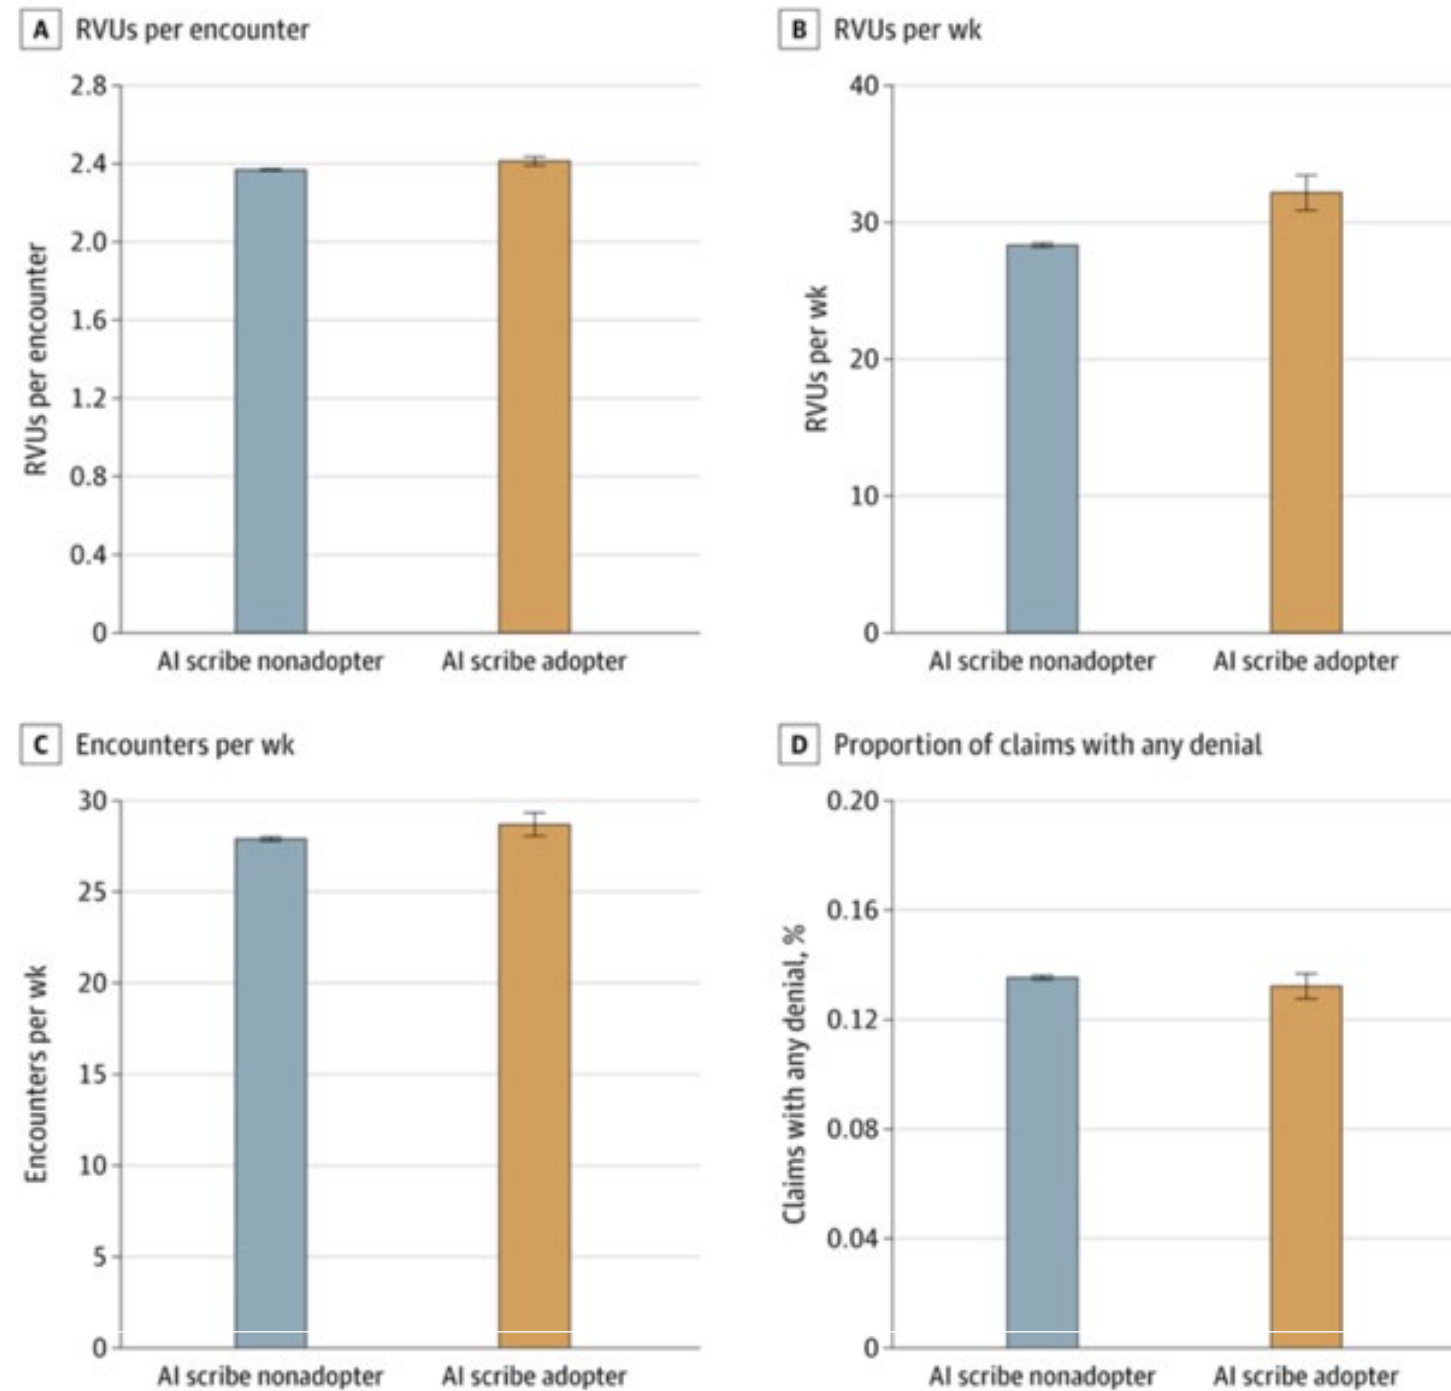 A RVUs per encounter
2.8
2.4
2.0
1.6
1.2
0.8
0.4
0
RVUs per encounter
AI scribe nonadopter
AI scribe adopter
B RVUs per wk
40
30
20
10
0
RVUs per wk
AI scribe nonadopter
AI scribe adopter
C Encounters per wk
30
25
20
15
10
5
0
Encounters per wk
AI scribe nonadopter
AI scribe adopter
D Proportion of claims with any denial
0.20
0.16
0.12
0.08
0.04
0
Claims with any denial, %
AI scribe nonadopter
AI scribe adopter